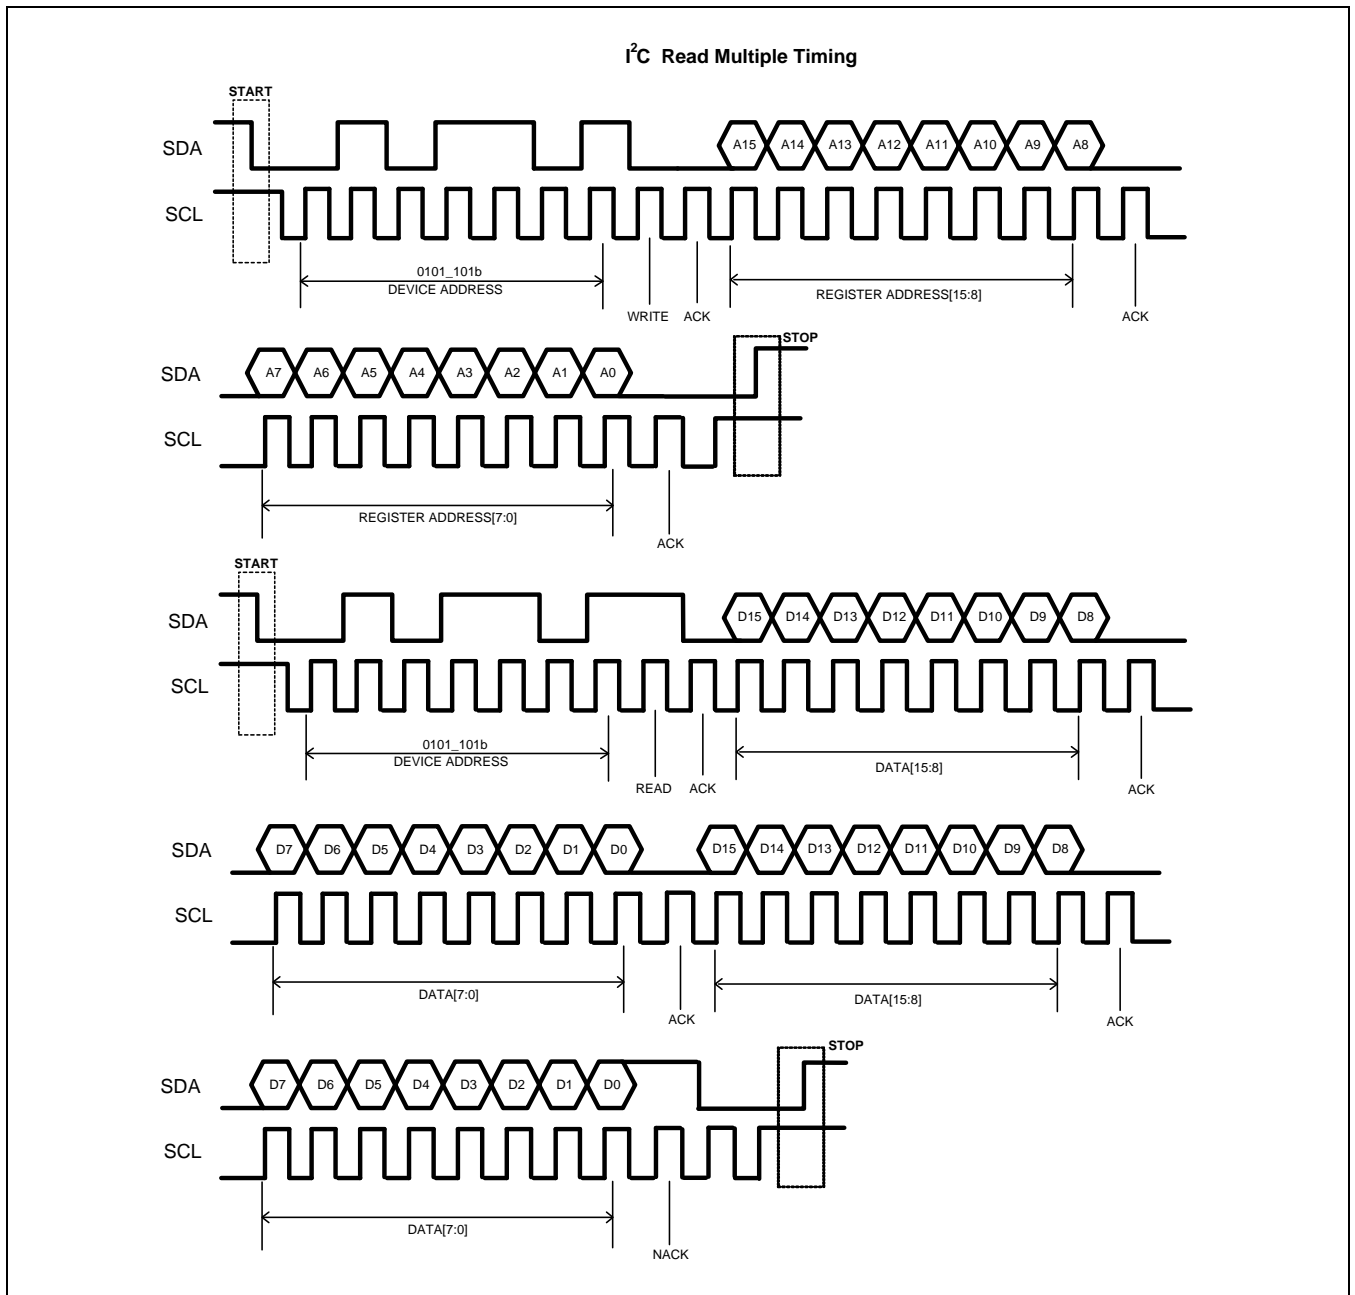 I2C Read Multiple Timing
START
SDA
A15 A14 A13 A12 A11 A10 A9 A8
SCL
0101_101b
DEVICE ADDRESS
REGISTER ADDRESS[15:8]
WRITE ACK ACK
STOP
SDA
A7 A6 A5 A4 A3 A2 A1 A0
SCL
REGISTER ADDRESS[7:0]
ACK
START
SDA
D15 D14 D13 D12 D11 D10 D9 D8
SCL
0101_101b
DEVICE ADDRESS
DATA[15:8]
READ ACK ACK
SDA
D7 D6 D5 D4 D3 D2 D1 D0 D15 D14 D13 D12 D11 D10 D9 D8
SCL
DATA[7:0] DATA[15:8]
ACK ACK
STOP
SDA
D7 D6 D5 D4 D3 D2 D1 D0
SCL
DATA[7:0]
NACK